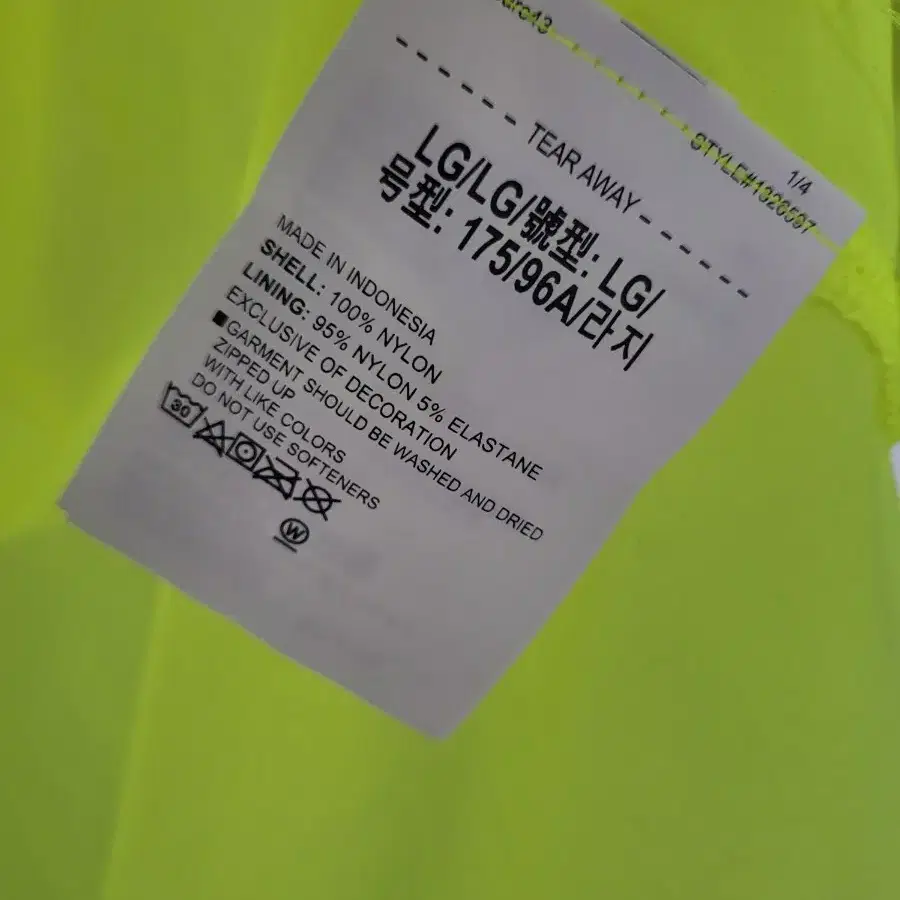 1/4
STYLE#1326597
TEAR AWAY
LG/LG/號型: LG/
号型: 175/96A/라지
MADE IN INDONESIA
SHELL: 100% NYLON
LINING: 95% NYLON 5% ELASTANE
EXCLUSIVE OF DECORATION
■GARMENT SHOULD BE WASHED AND DRIED
ZIPPED UP
WITH LIKE COLORS
DO NOT USE SOFTENERS
30
W